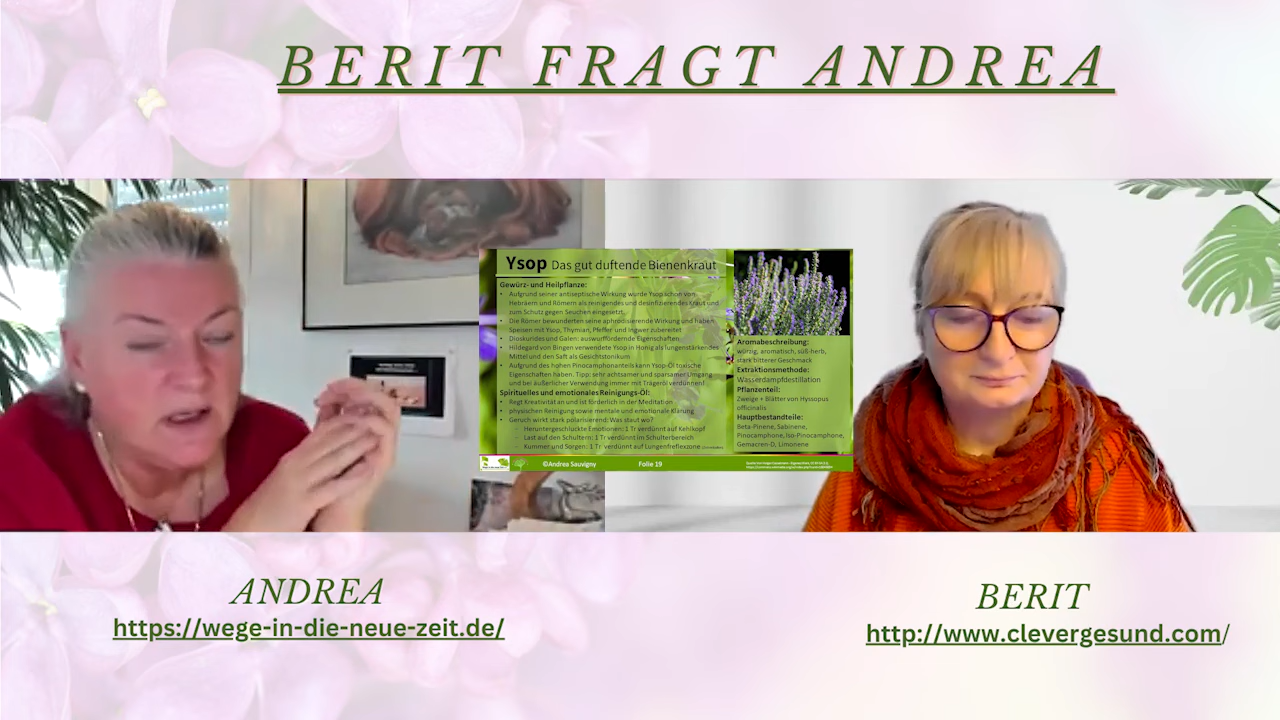 BERIT FRAGT ANDREA
Ysop Das gut duftende Bienenkraut
Gewürz- und Heilpflanze:
• Aufgrund seiner antiseptische Wirkung wurde Ysop schon von
Hebräern und Römern als reinigendes und desinfizierendes Kraut und
zum Schutz gegen Seuchen eingesetzt.
• Die Römer bewunderten seine aphrodisierende Wirkung und haben
Speisen mit Ysop, Thymian, Pfeffer und Ingwer zubereitet
• Dioskurides und Galen: auswurffördernde Eigenschaften
• Hildegard von Bingen verwendete Ysop in Honig als lungenstärkendes
Mittel und den Saft als Gesichtstonikum
• Aufgrund des hohen Pinocamphonanteils kann Ysop-Öl toxische
Eigenschaften haben. Tipp: sehr achtsamer und sparsamer Umgang
und bei äußerlicher Verwendung immer mit Trägeröl verdünnen!
Spirituelles und emotionales Reinigungs-Öl:
• Regt Kreativität an und ist förderlich in der Meditation
• physischen Reinigung sowie mentale und emotionale Klärung
• Geruch wirkt stark polarisierend: Was staut wo?
- Heruntergeschluckte Emotionen: 1 Tr verdünnt auf Kehlkopf
- Last auf den Schultern: 1 Tr verdünnt im Schulterbereich
- Kummer und Sorgen: 1 Tr verdünnt auf Lungenreflexzone
Aromabeschreibung:
würzig, aromatisch, süß-herb,
stark bitterer Geschmack
Extraktionsmethode:
Wasserdampfdestillation
Pflanzenteil:
Zweige + Blätter von Hyssopus
officinalis
Hauptbestandteile:
Beta-Pinene, Sabinene,
Pinocamphone, Iso-Pinocamphone,
Gemacren-D, Limonene
©Andrea Sauvigny Folie 19
ANDREA
https://wege-in-die-neue-zeit.de/
BERIT
http://www.clevergesund.com/